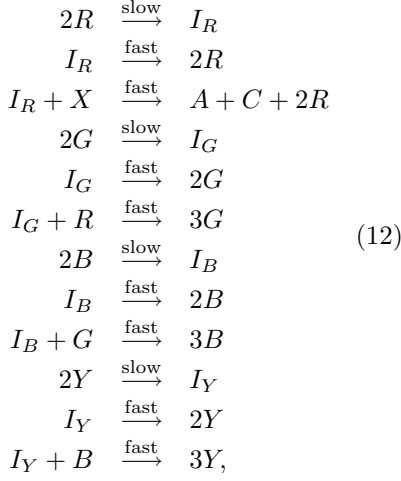 2R slow⟶ I_R
I_R fast⟶ 2R
I_R + X fast⟶ A + C + 2R
2G slow⟶ I_G
I_G fast⟶ 2G
I_G + R fast⟶ 3G
(12)
2B slow⟶ I_B
I_B fast⟶ 2B
I_B + G fast⟶ 3B
2Y slow⟶ I_Y
I_Y fast⟶ 2Y
I_Y + B fast⟶ 3Y,